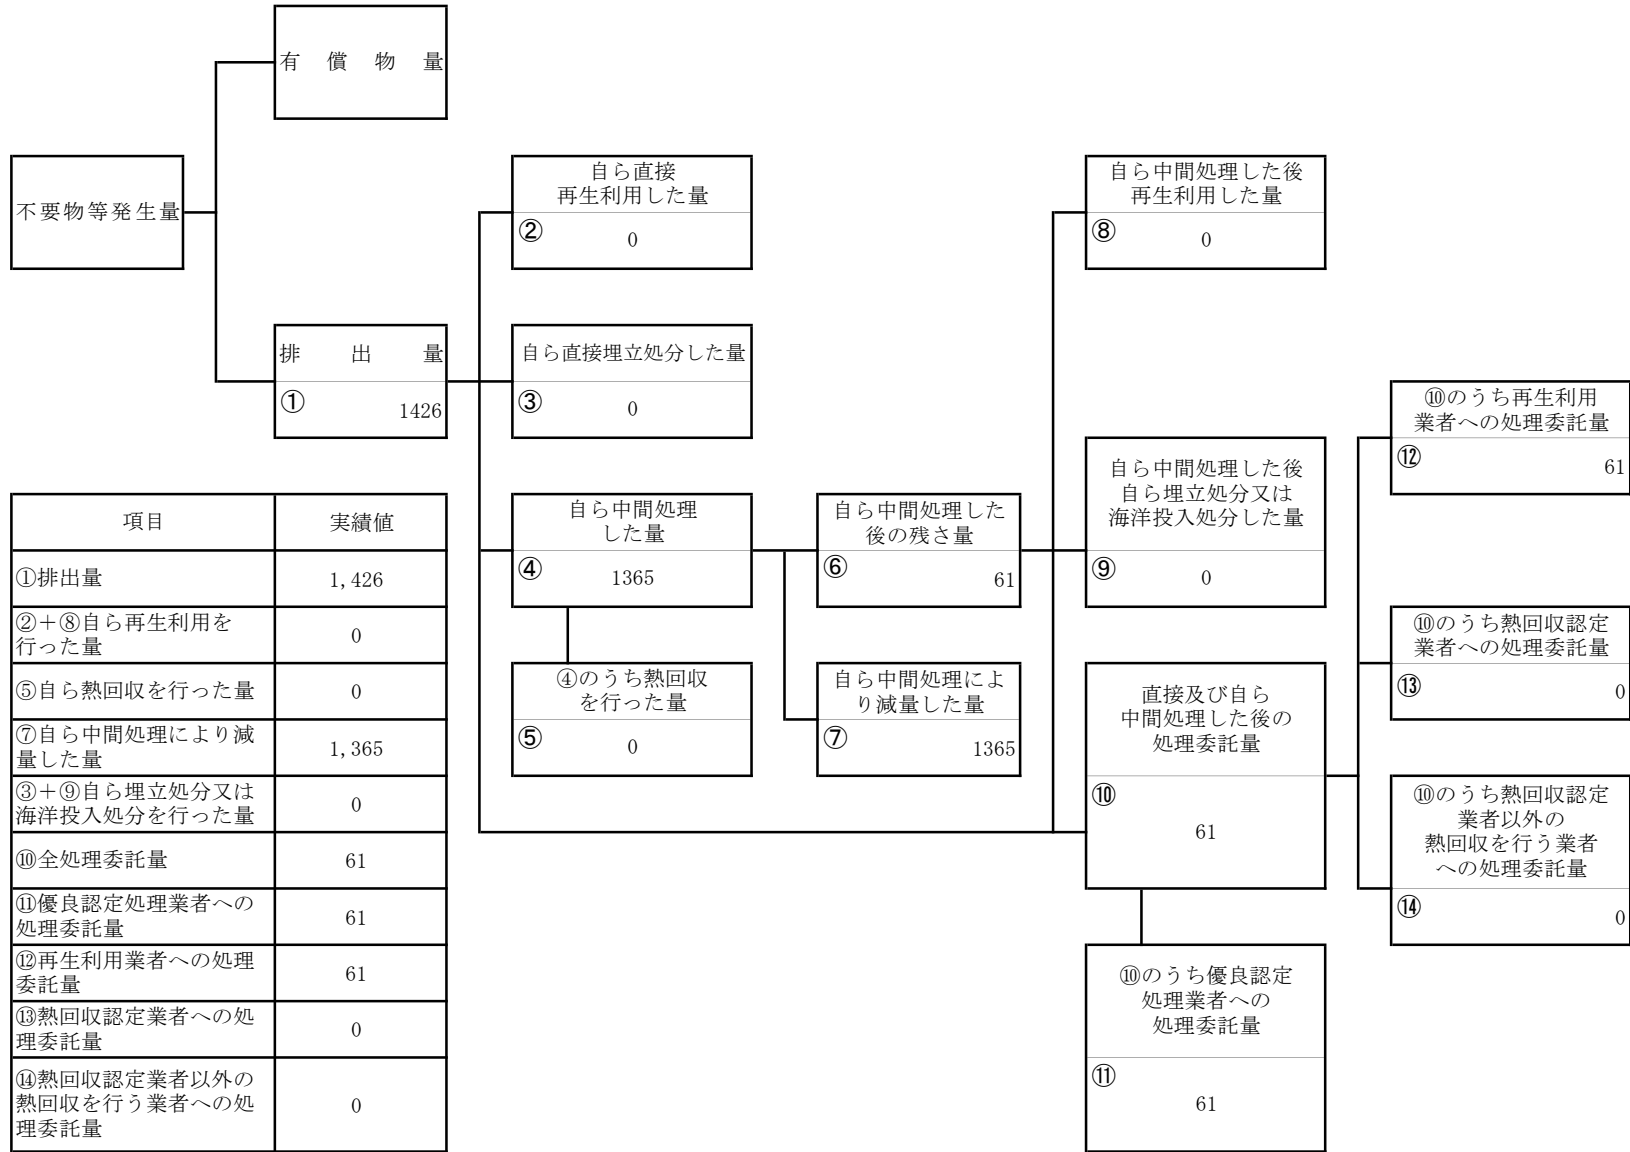 有償物量
不要物等発生量
自ら直接
再生利用した量
②
0
自ら中間処理した後
再生利用した量
⑧
0
排出量
①
1426
自ら直接埋立処分した量
③
0
⑩のうち再生利用
業者への処理委託量
⑫
61
自ら中間処理した後
自ら埋立処分又は
海洋投入処分した量
⑨
0
自ら中間処理
した量
④
1365
自ら中間処理した
後の残さ量
⑥
61
⑩のうち熱回収認定
業者への処理委託量
⑬
0
④のうち熱回収
を行った量
⑤
0
自ら中間処理によ
り減量した量
⑦
1365
直接及び自ら
中間処理した後の
処理委託量
⑩
61
⑩のうち熱回収認定
業者以外の
熱回収を行う業者
への処理委託量
⑭
0
⑩のうち優良認定
処理業者への
処理委託量
⑪
61
項目 実績値
①排出量 1,426
②＋⑧自ら再生利用を
行った量 0
⑤自ら熱回収を行った量 0
⑦自ら中間処理により減
量した量 1,365
③＋⑨自ら埋立処分又は
海洋投入処分を行った量 0
⑩全処理委託量 61
⑪優良認定処理業者への
処理委託量 61
⑫再生利用業者への処理
委託量 61
⑬熱回収認定業者への処
理委託量 0
⑭熱回収認定業者以外の
熱回収を行う業者への処
理委託量 0